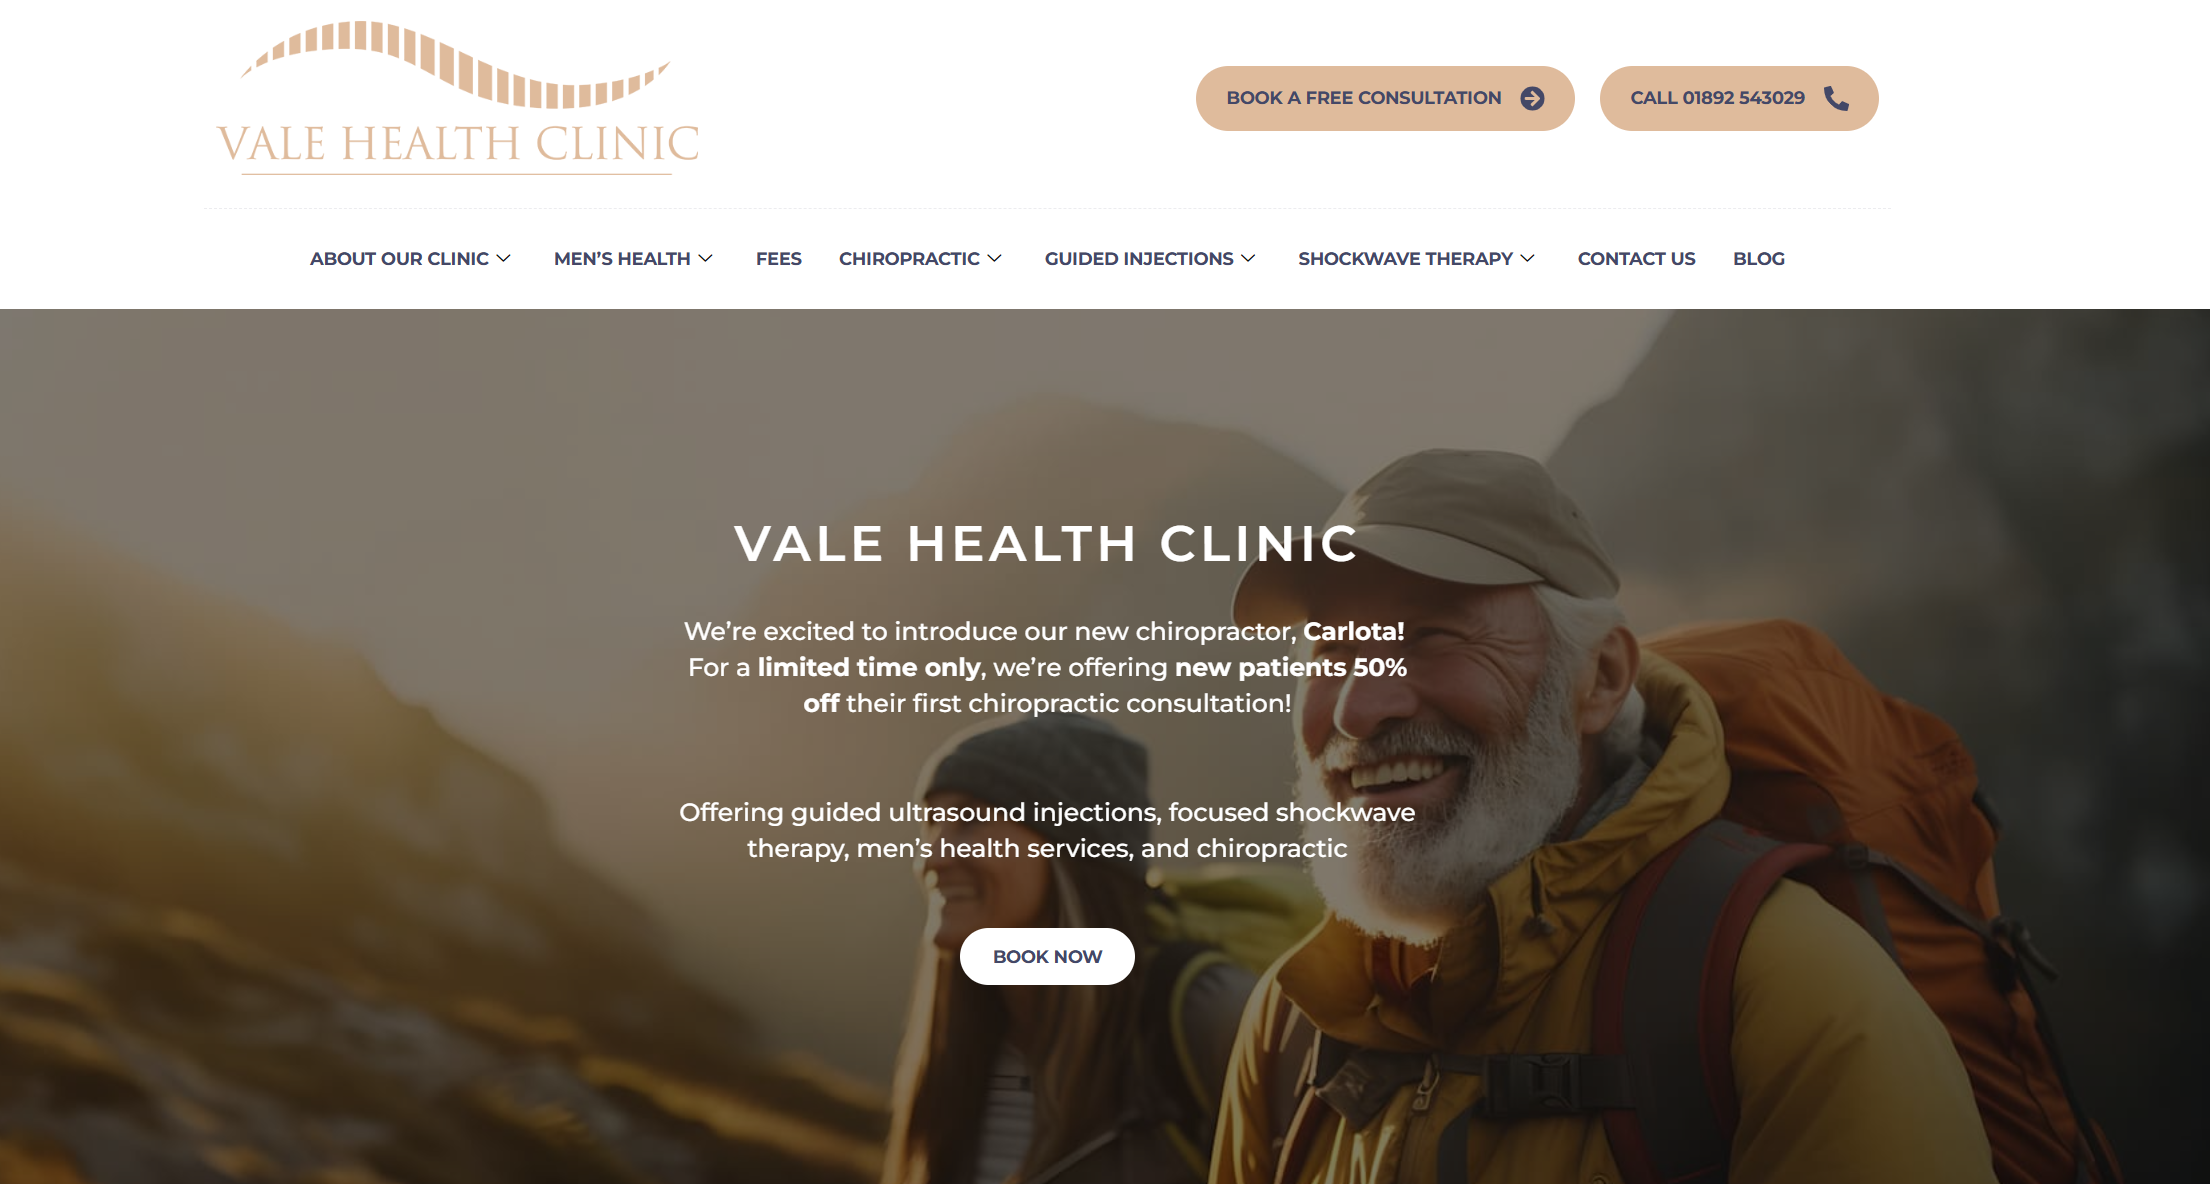 VALE HEALTH CLINIC
BOOK A FREE CONSULTATION
CALL 01892 543029
ABOUT OUR CLINIC
MEN’S HEALTH
FEES
CHIROPRACTIC
GUIDED INJECTIONS
SHOCKWAVE THERAPY
CONTACT US
BLOG
VALE HEALTH CLINIC
We’re excited to introduce our new chiropractor, Carlota!
For a limited time only, we’re offering new patients 50%
off their first chiropractic consultation!
Offering guided ultrasound injections, focused shockwave
therapy, men’s health services, and chiropractic
BOOK NOW